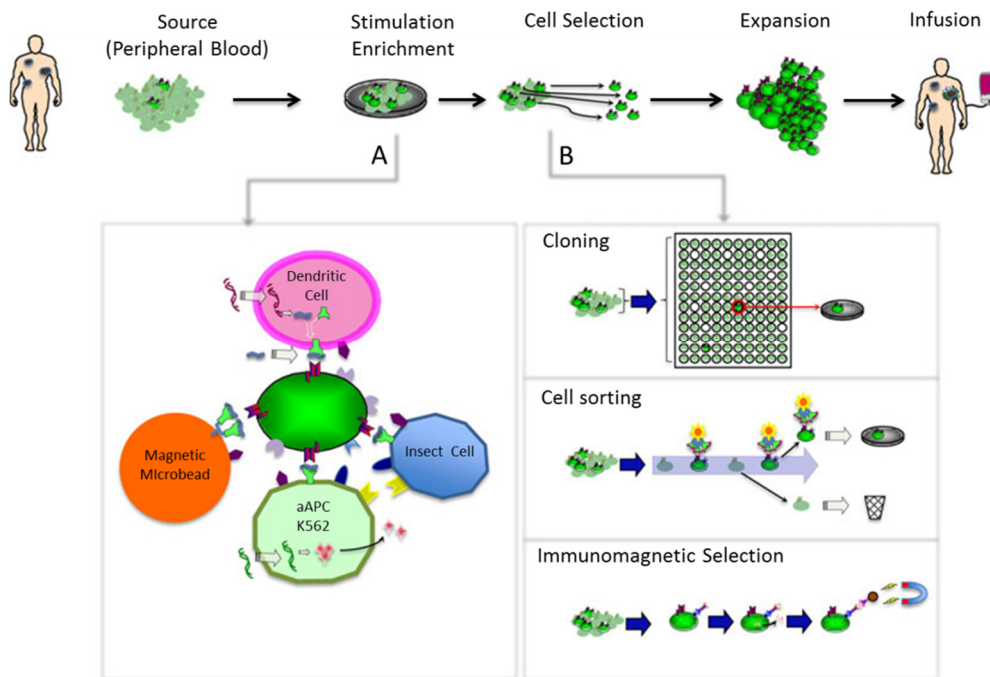 Source
(Peripheral Blood)
Stimulation
Enrichment
Cell Selection
Expansion
Infusion
A
B
Dendritic
Cell
Magnetic
Microbead
Insect Cell
aAPC
K562
Cloning
Cell sorting
Immunomagnetic Selection